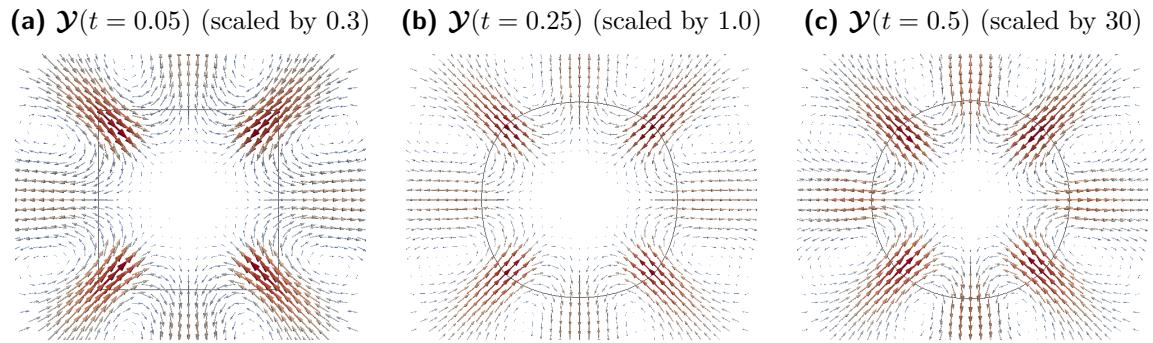 (a) 𝓨(t = 0.05) (scaled by 0.3)
(b) 𝓨(t = 0.25) (scaled by 1.0)
(c) 𝓨(t = 0.5) (scaled by 30)